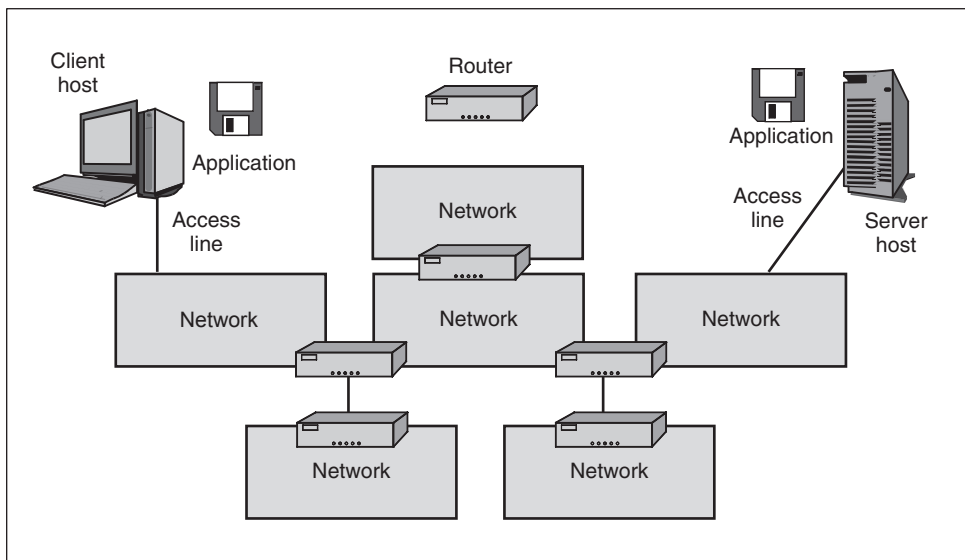 Client
host
Application
Access
line
Router
Application
Access
line
Server
host
Network
Network
Network
Network
Network
Network